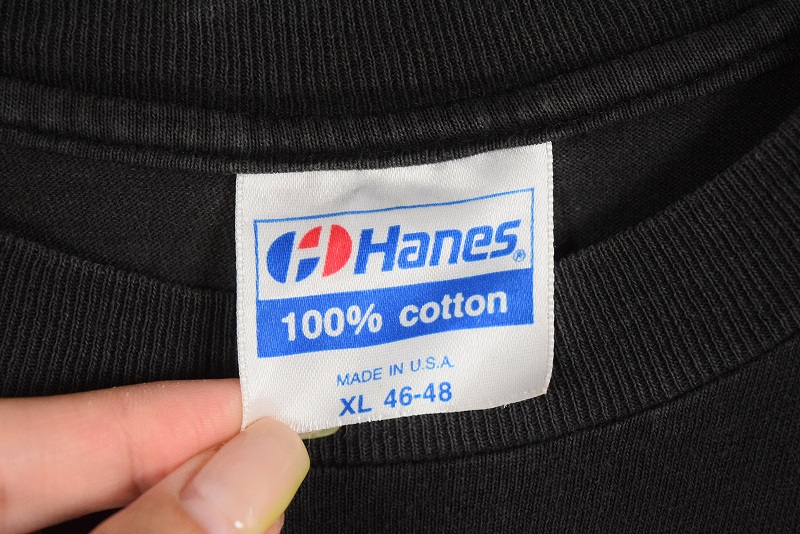 Hanes®
100% cotton
MADE IN U.S.A.
XL 46-48